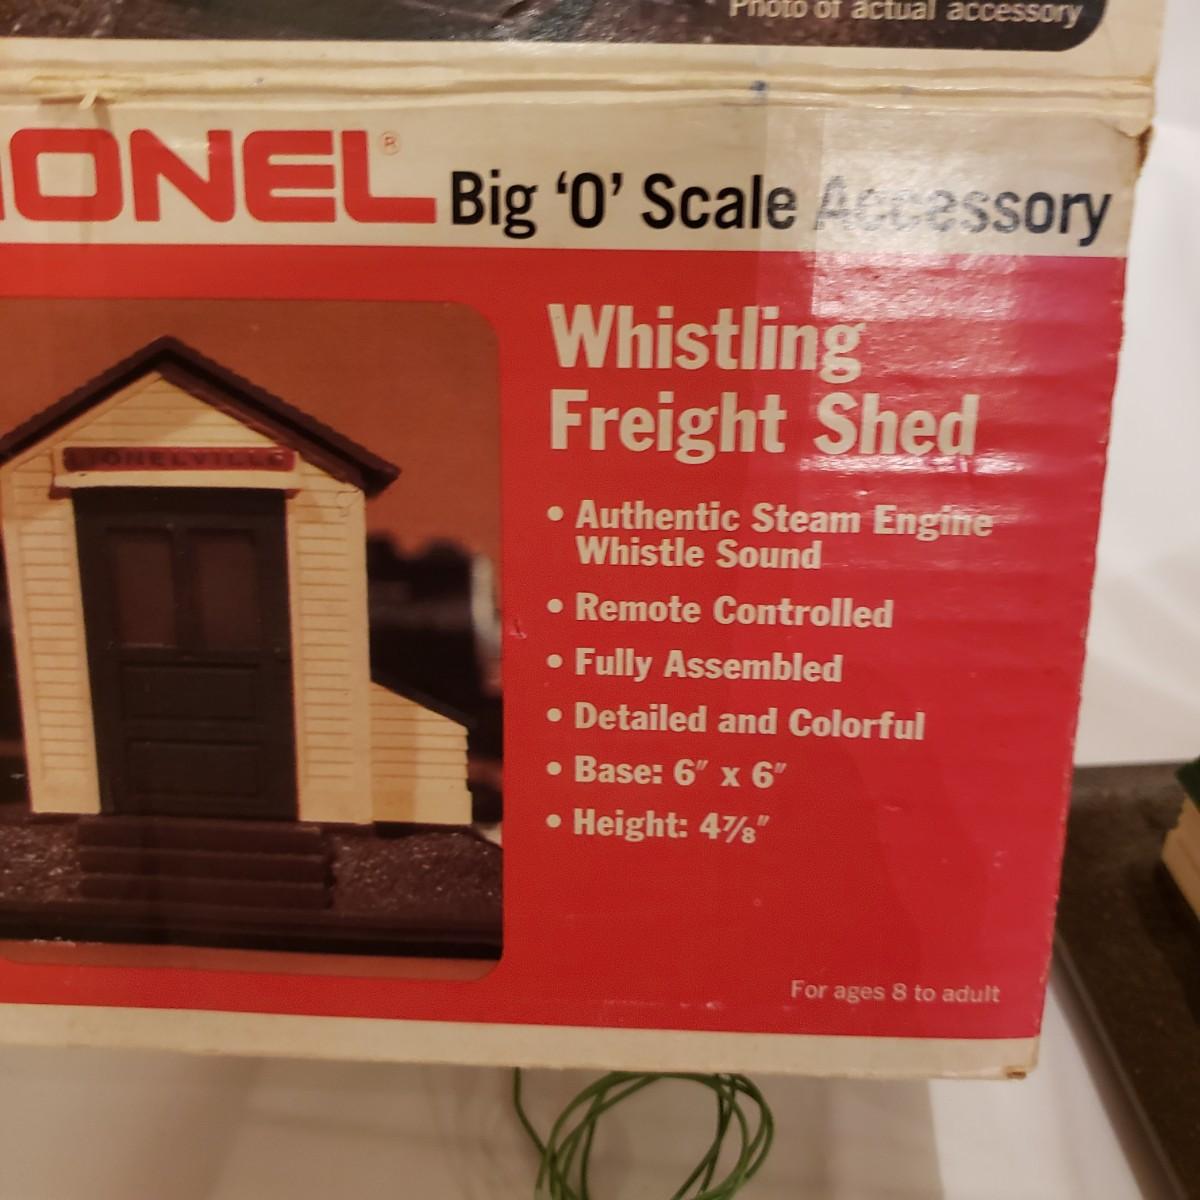 Photo of actual accessory
IONEL® Big ‘O’ Scale Accessory
Whistling
Freight Shed
LIONELVILLE
• Authentic Steam Engine
Whistle Sound
• Remote Controlled
• Fully Assembled
• Detailed and Colorful
• Base: 6″ x 6″
• Height: 4⅞″
For ages 8 to adult